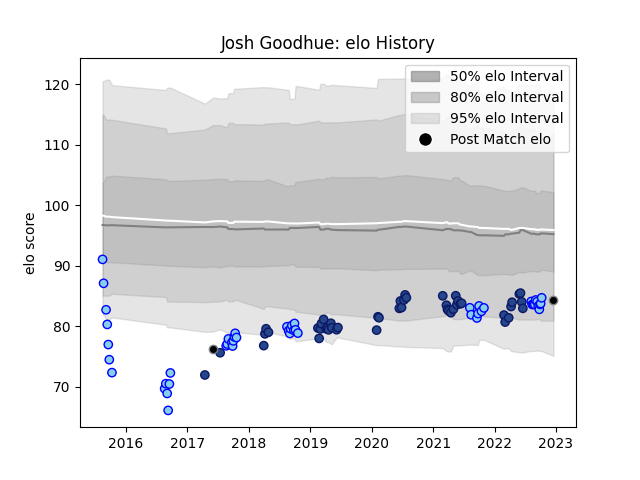 Josh Goodhue: elo History
elo score
120
110
100
90
80
70
50% elo Interval
80% elo Interval
95% elo Interval
Post Match elo
2016 2017 2018 2019 2020 2021 2022 2023